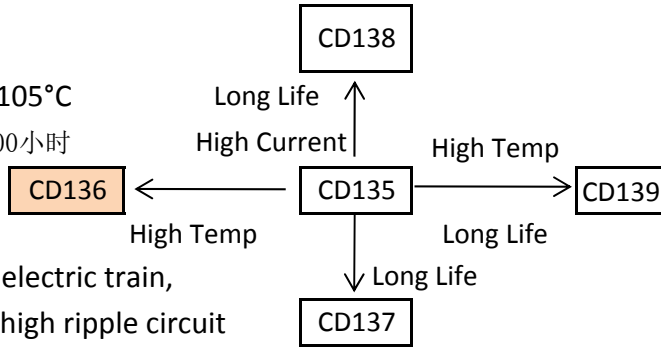 CD138
105°C
Long Life
00小时
High Current
High Temp
CD136
CD135
CD139
High Temp
Long Life
electric train,
Long Life
high ripple circuit
CD137